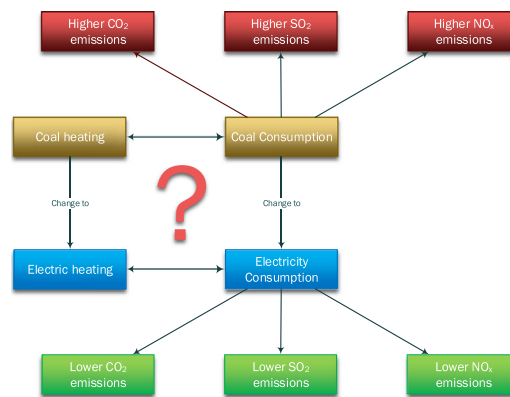 Higher CO₂
emissions
Higher SO₂
emissions
Higher NOₓ
emissions
Coal heating
Coal Consumption
?
Change to
Change to
Electric heating
Electricity
Consumption
Lower CO₂
emissions
Lower SO₂
emissions
Lower NOₓ
emissions